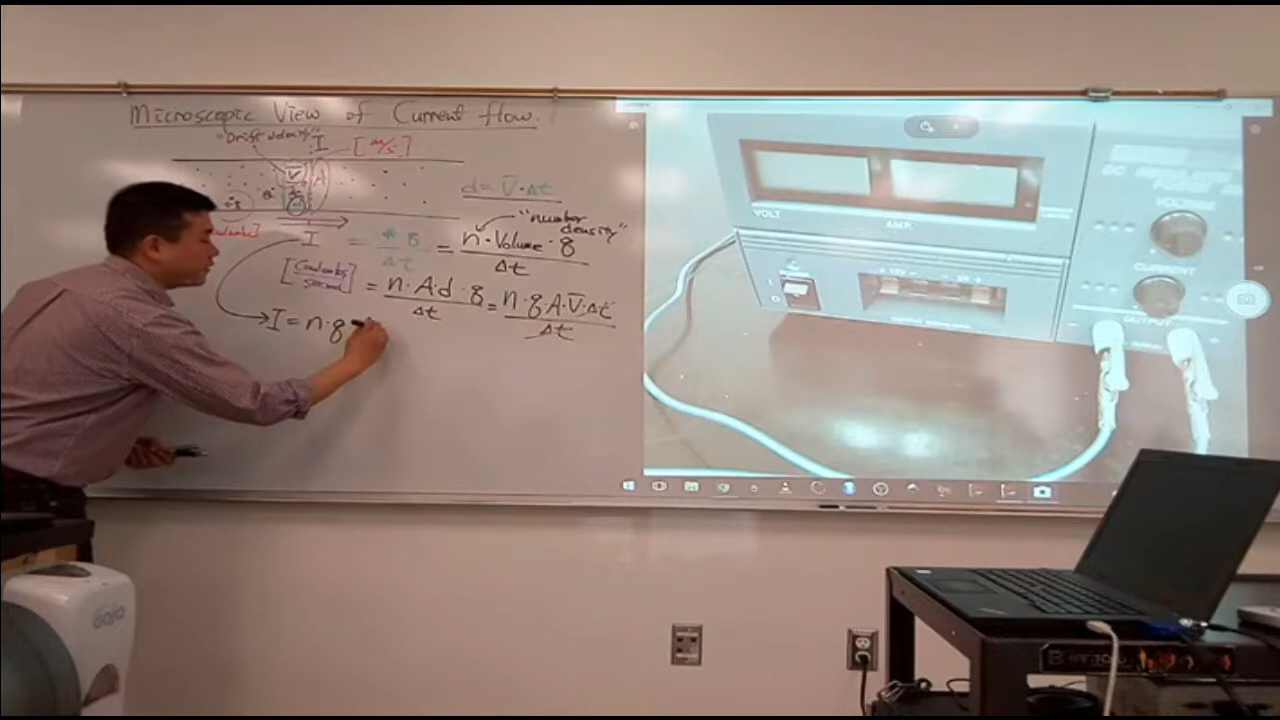 Microscopic View of Current flow.
"Drift velocity" I [m/s]
V̅ A
+q
d = V̅·Δt
"number density"
I = # q / Δt = n · Volume · q / Δt
[Coulombs / second] = n · A · d · q / Δt = n · q A · V̅ · Δt / Δt
I = n · q
VOLT
AMP.
VOLTAGE
CURRENT
OUTPUT
GOJO